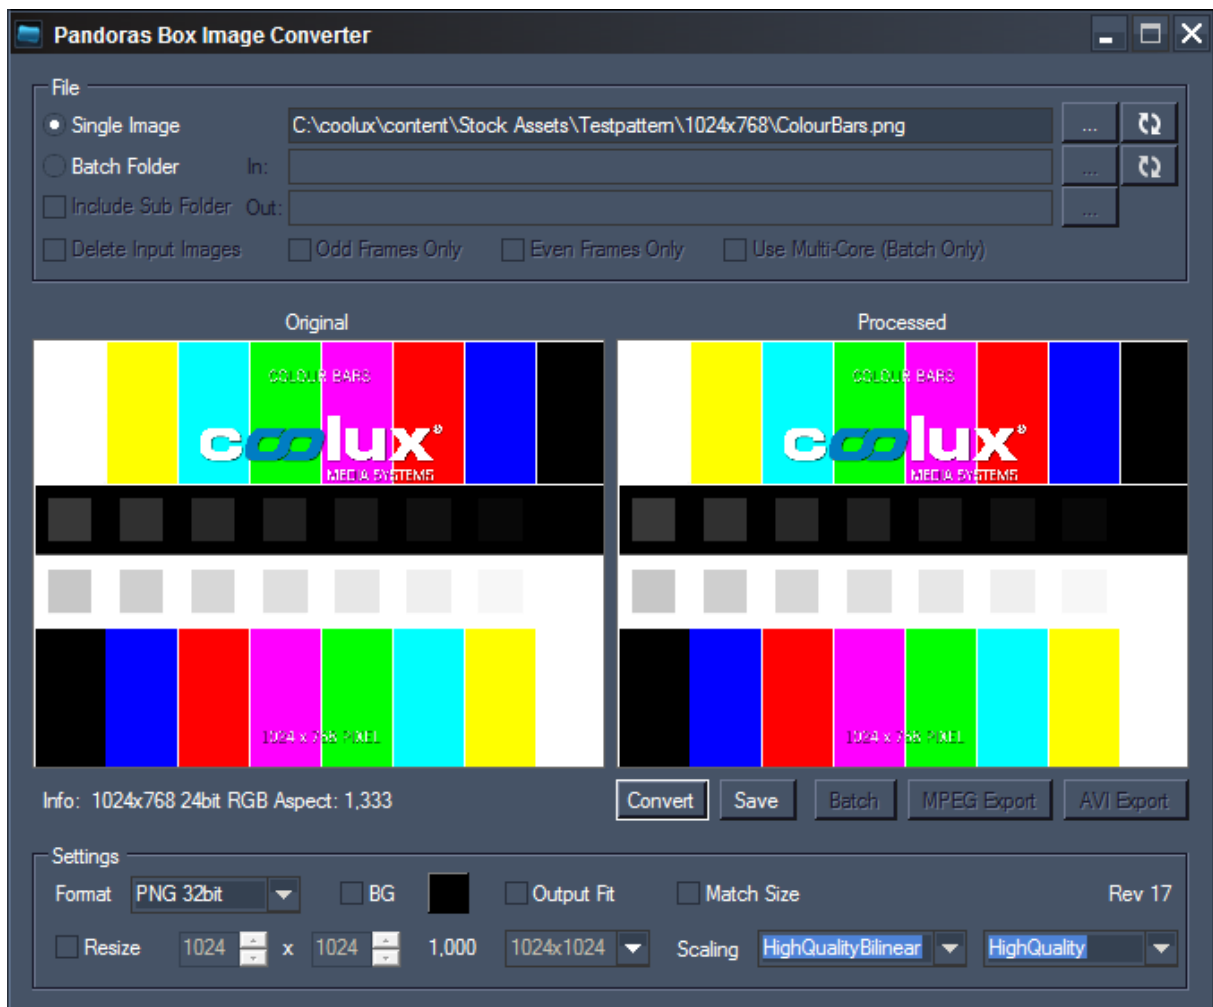 Pandoras Box Image Converter
File
Single Image C:\coolux\content\Stock Assets\Testpattern\1024x768\ColourBars.png ...
Batch Folder In: ...
Include Sub Folder Out: ...
Delete Input Images Odd Frames Only Even Frames Only Use Multi-Core (Batch Only)
Original Processed
COLOUR BARS COLOUR BARS
coolux® coolux®
MEDIA SYSTEMS MEDIA SYSTEMS
1024 x 768 PIXEL 1024 x 768 PIXEL
Info: 1024x768 24bit RGB Aspect: 1,333 Convert Save Batch MPEG Export AVI Export
Settings
Format PNG 32bit BG Output Fit Match Size Rev 17
Resize 1024 x 1024 1,000 1024x1024 Scaling HighQualityBilinear HighQuality